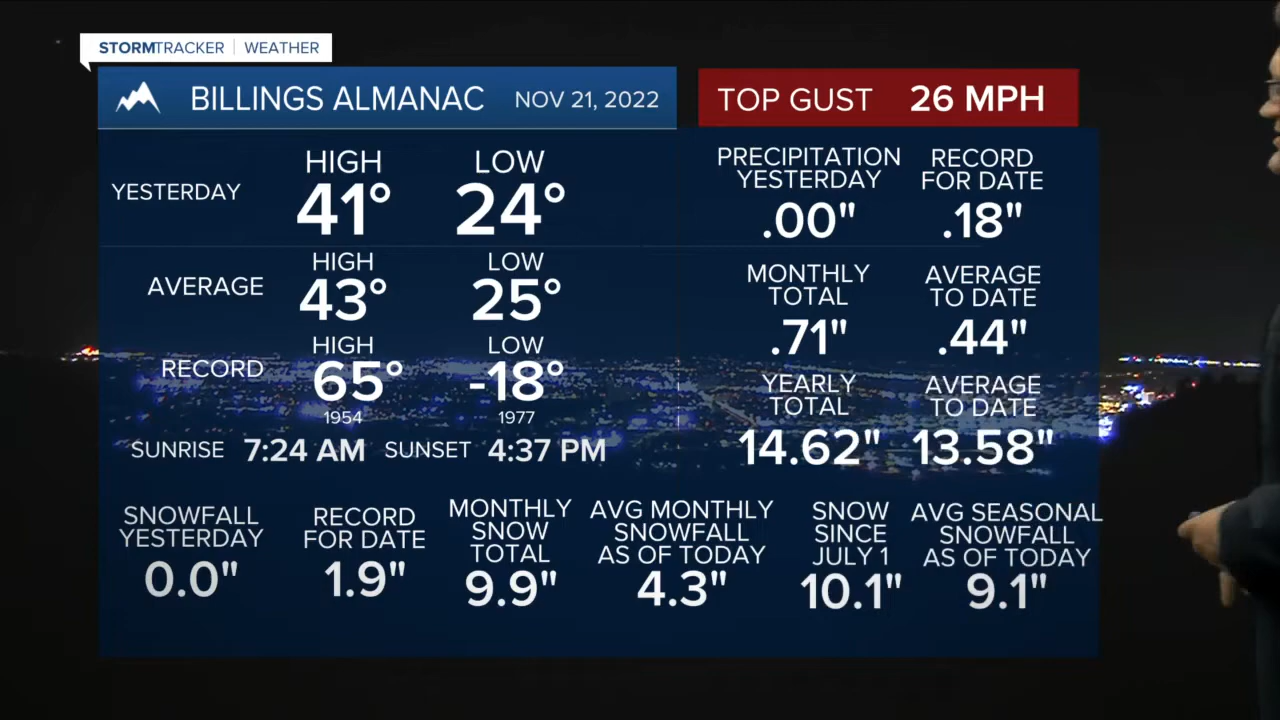 STORMTRACKER | WEATHER
BILLINGS ALMANAC NOV 21, 2022
TOP GUST 26 MPH
HIGH LOW
YESTERDAY 41° 24°
HIGH LOW
AVERAGE 43° 25°
HIGH LOW
RECORD 65° -18°
1954 1977
SUNRISE 7:24 AM SUNSET 4:37 PM
PRECIPITATION
YESTERDAY
.00"
RECORD
FOR DATE
.18"
MONTHLY
TOTAL
.71"
AVERAGE
TO DATE
.44"
YEARLY
TOTAL
14.62"
AVERAGE
TO DATE
13.58"
SNOWFALL
YESTERDAY
0.0"
RECORD
FOR DATE
1.9"
MONTHLY
SNOW
TOTAL
9.9"
AVG MONTHLY
SNOWFALL
AS OF TODAY
4.3"
SNOW
SINCE
JULY 1
10.1"
AVG SEASONAL
SNOWFALL
AS OF TODAY
9.1"